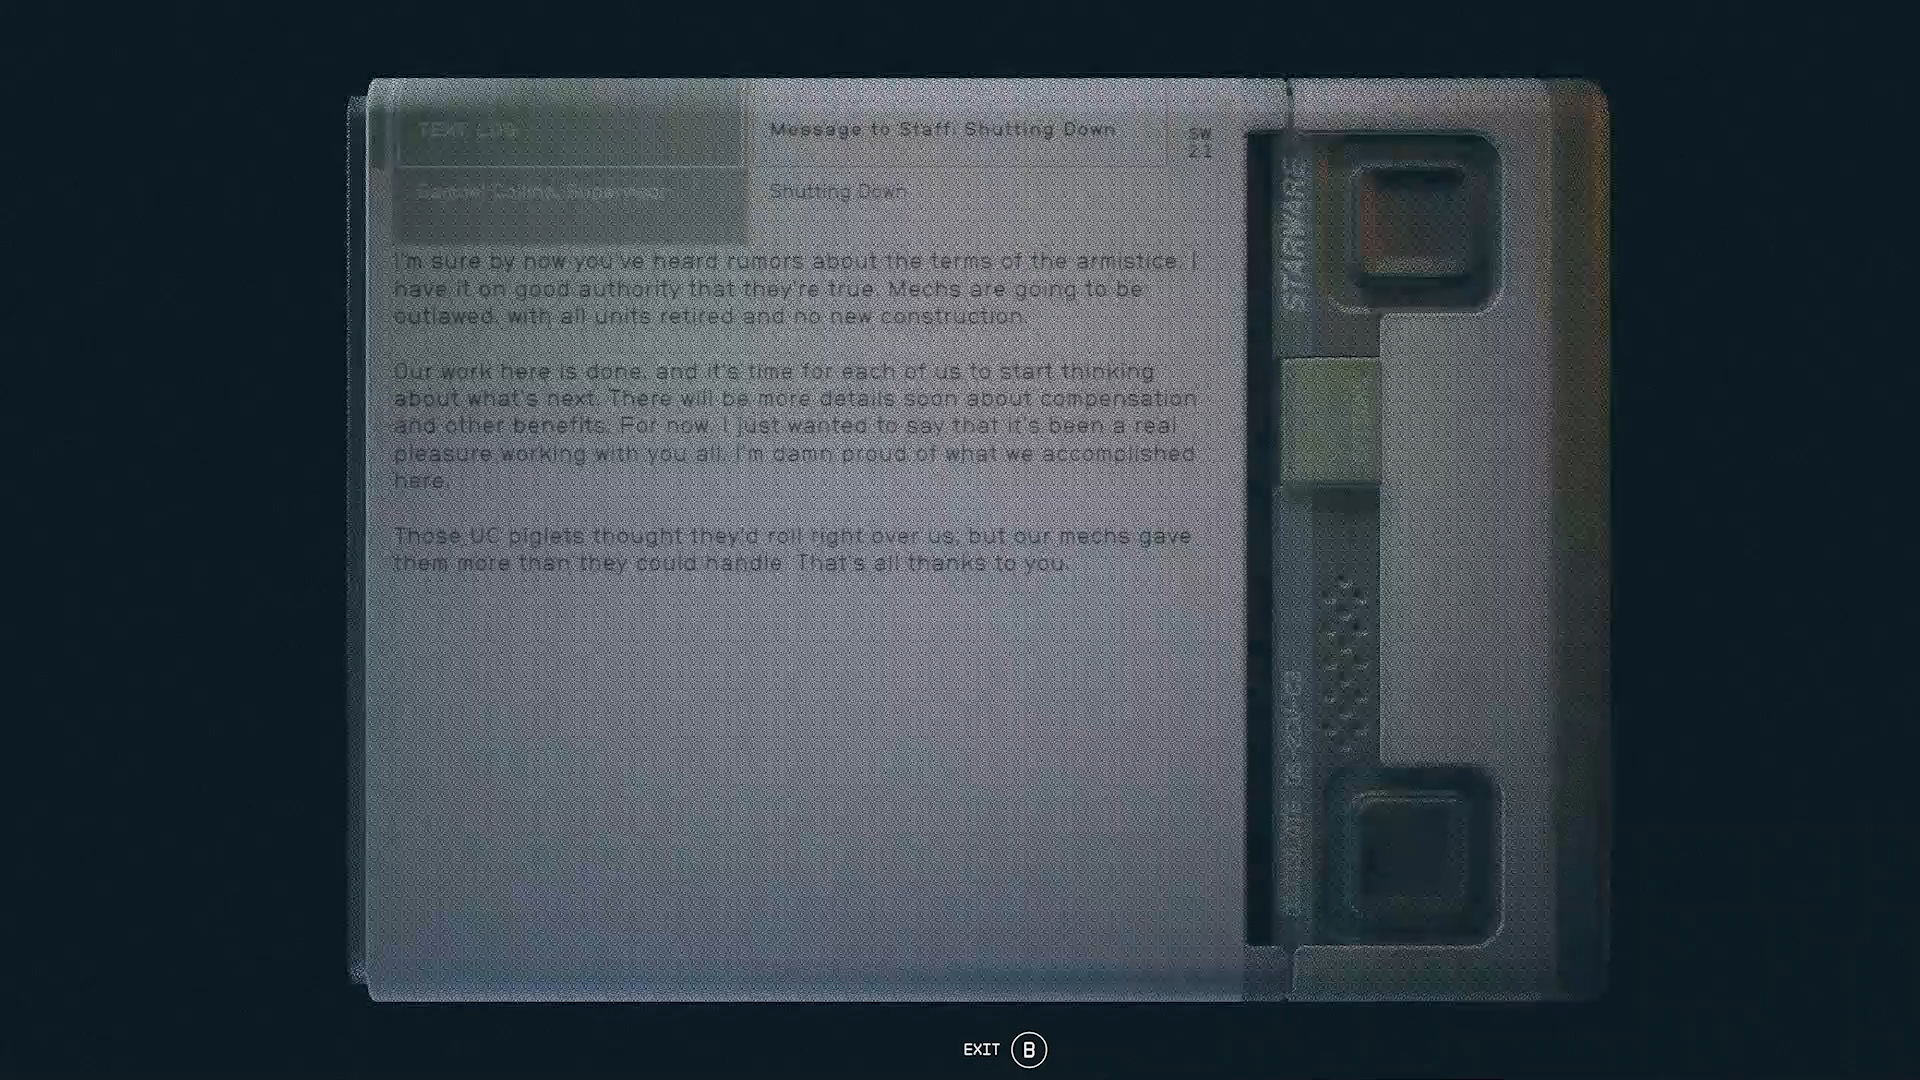 TEXT LOG
Message to Staff: Shutting Down
SW
2.1
Samuel Collins, Supervisor
Shutting Down
I'm sure by now you've heard rumors about the terms of the armistice. I
have it on good authority that they're true. Mechs are going to be
outlawed, with all units retired and no new construction.
Our work here is done, and it's time for each of us to start thinking
about what's next. There will be more details soon about compensation
and other benefits. For now, I just wanted to say that it's been a real
pleasure working with you all. I'm damn proud of what we accomplished
here.
Those UC piglets thought they'd roll right over us, but our mechs gave
them more than they could handle. That's all thanks to you.
STARWARE
EXIT B